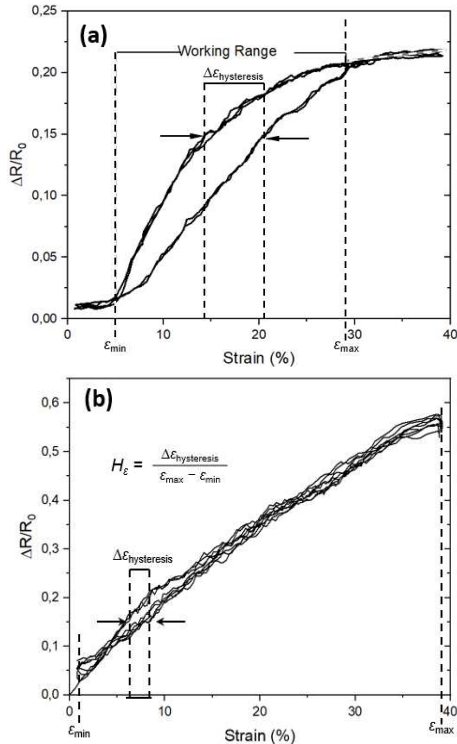 (a)
Working Range
Δεhysteresis
0,25
0,20
0,15
0,10
0,05
0,00
ΔR/R0
0 10 20 30 40
εmin
εmax
Strain (%)
(b)
Hε = Δεhysteresis / εmax − εmin
Δεhysteresis
0,6
0,5
0,4
0,3
0,2
0,1
0,0
ΔR/R0
0 10 20 30 40
εmin
Strain (%)
εmax